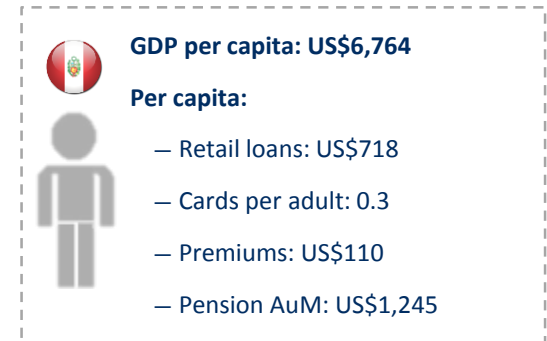 GDP per capita: US$6,764
Per capita:
— Retail loans: US$718
— Cards per adult: 0.3
— Premiums: US$110
— Pension AuM: US$1,245